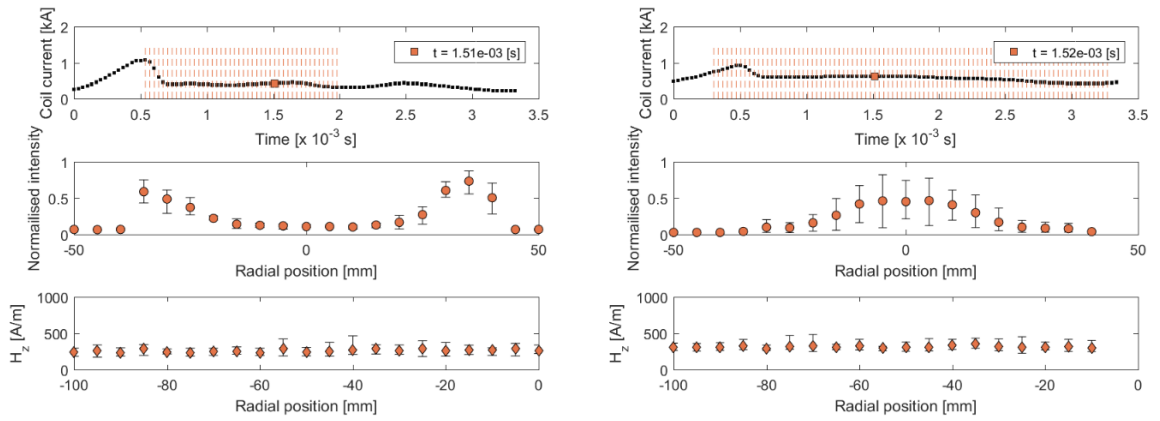 Coil current [kA]
2
1
0
t = 1.51e-03 [s]
0 0.5 1 1.5 2 2.5 3 3.5
Time [x 10-3 s]
Normailised intensity
1
0.5
0
-50 0 50
Radial position [mm]
Hz [A/m]
1000
500
0
-100 -80 -60 -40 -20 0
Radial position [mm]
Coil current [kA]
2
1
0
t = 1.52e-03 [s]
0 0.5 1 1.5 2 2.5 3 3.5
Time [x 10-3 s]
Normailised intensity
1
0.5
0
-50 0 50
Radial position [mm]
Hz [A/m]
1000
500
0
-100 -80 -60 -40 -20 0
Radial position [mm]